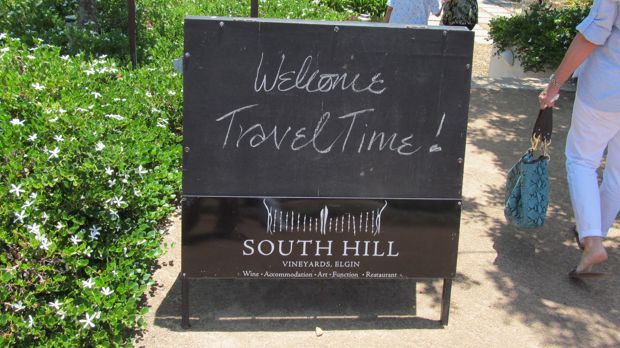 Welcome
TravelTime!
SOUTH HILL
VINEYARDS, ELGIN
Wine • Accommodation • Art • Function • Restaurant